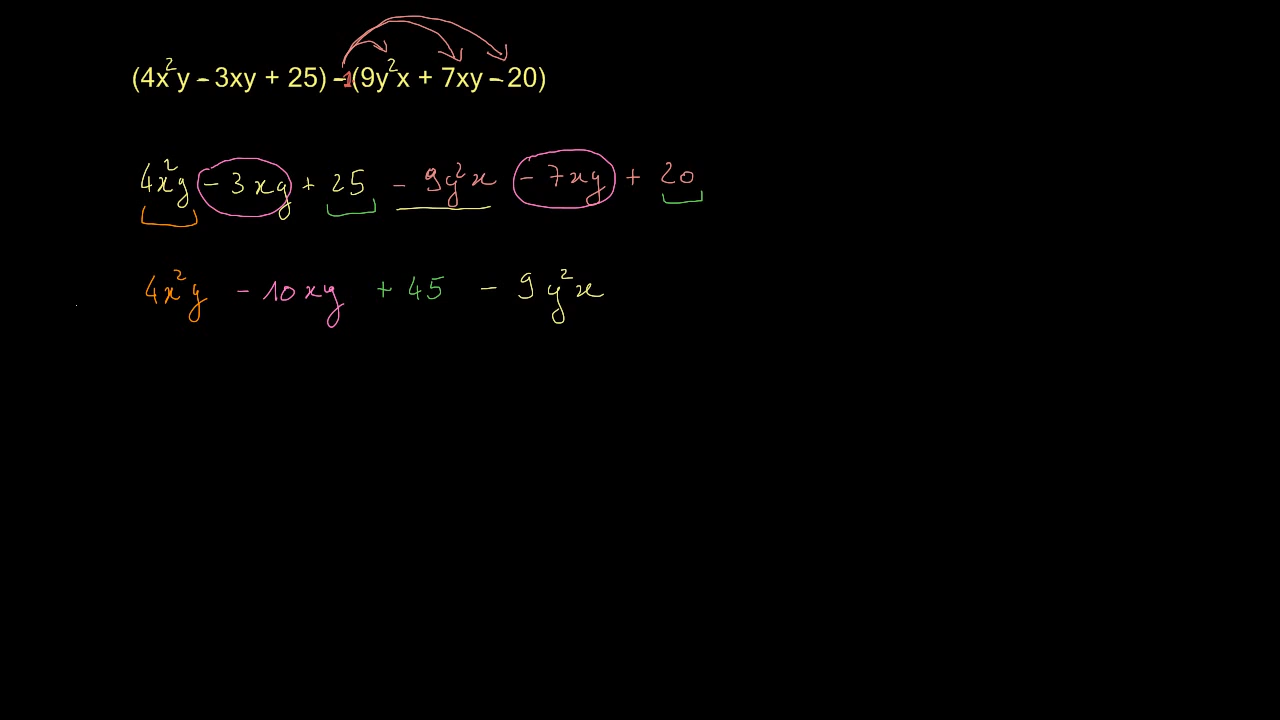 (4x²y – 3xy + 25) – 1(9y²x + 7xy – 20)
4x²y – 3xy + 25 – 9y²x – 7xy + 20
4x²y – 10xy + 45 – 9y²x